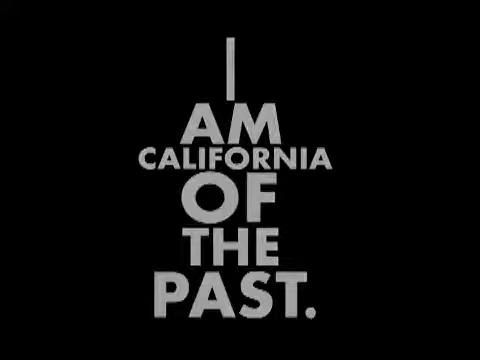 I
AM
CALIFORNIA
OF
THE
PAST.